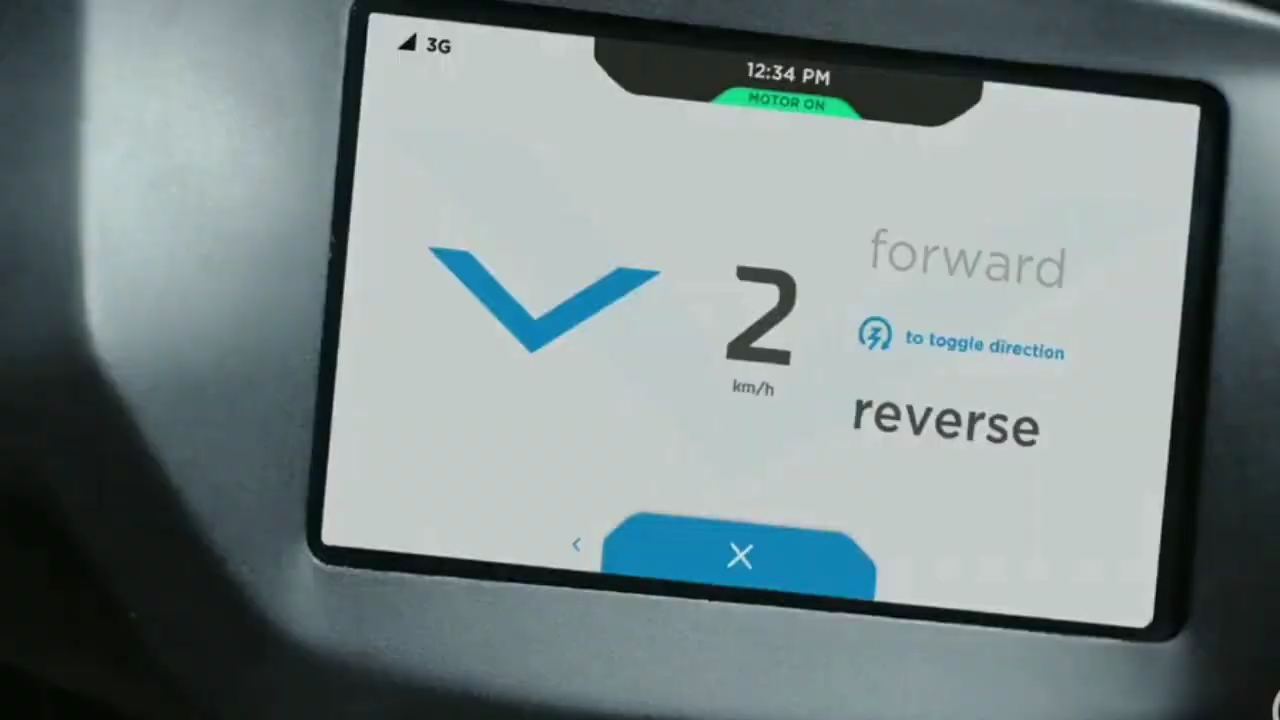 3G
12:34 PM
MOTOR ON
forward
2
to toggle direction
km/h
reverse